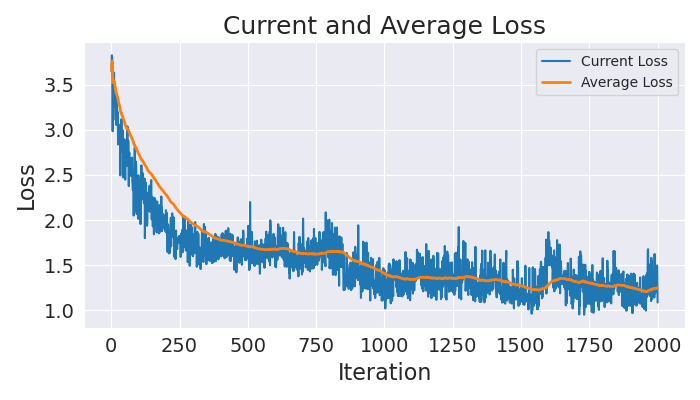 Current and Average Loss
Current Loss
Average Loss
3.5
3.0
2.5
2.0
1.5
1.0
Loss
0 250 500 750 1000 1250 1500 1750 2000
Iteration